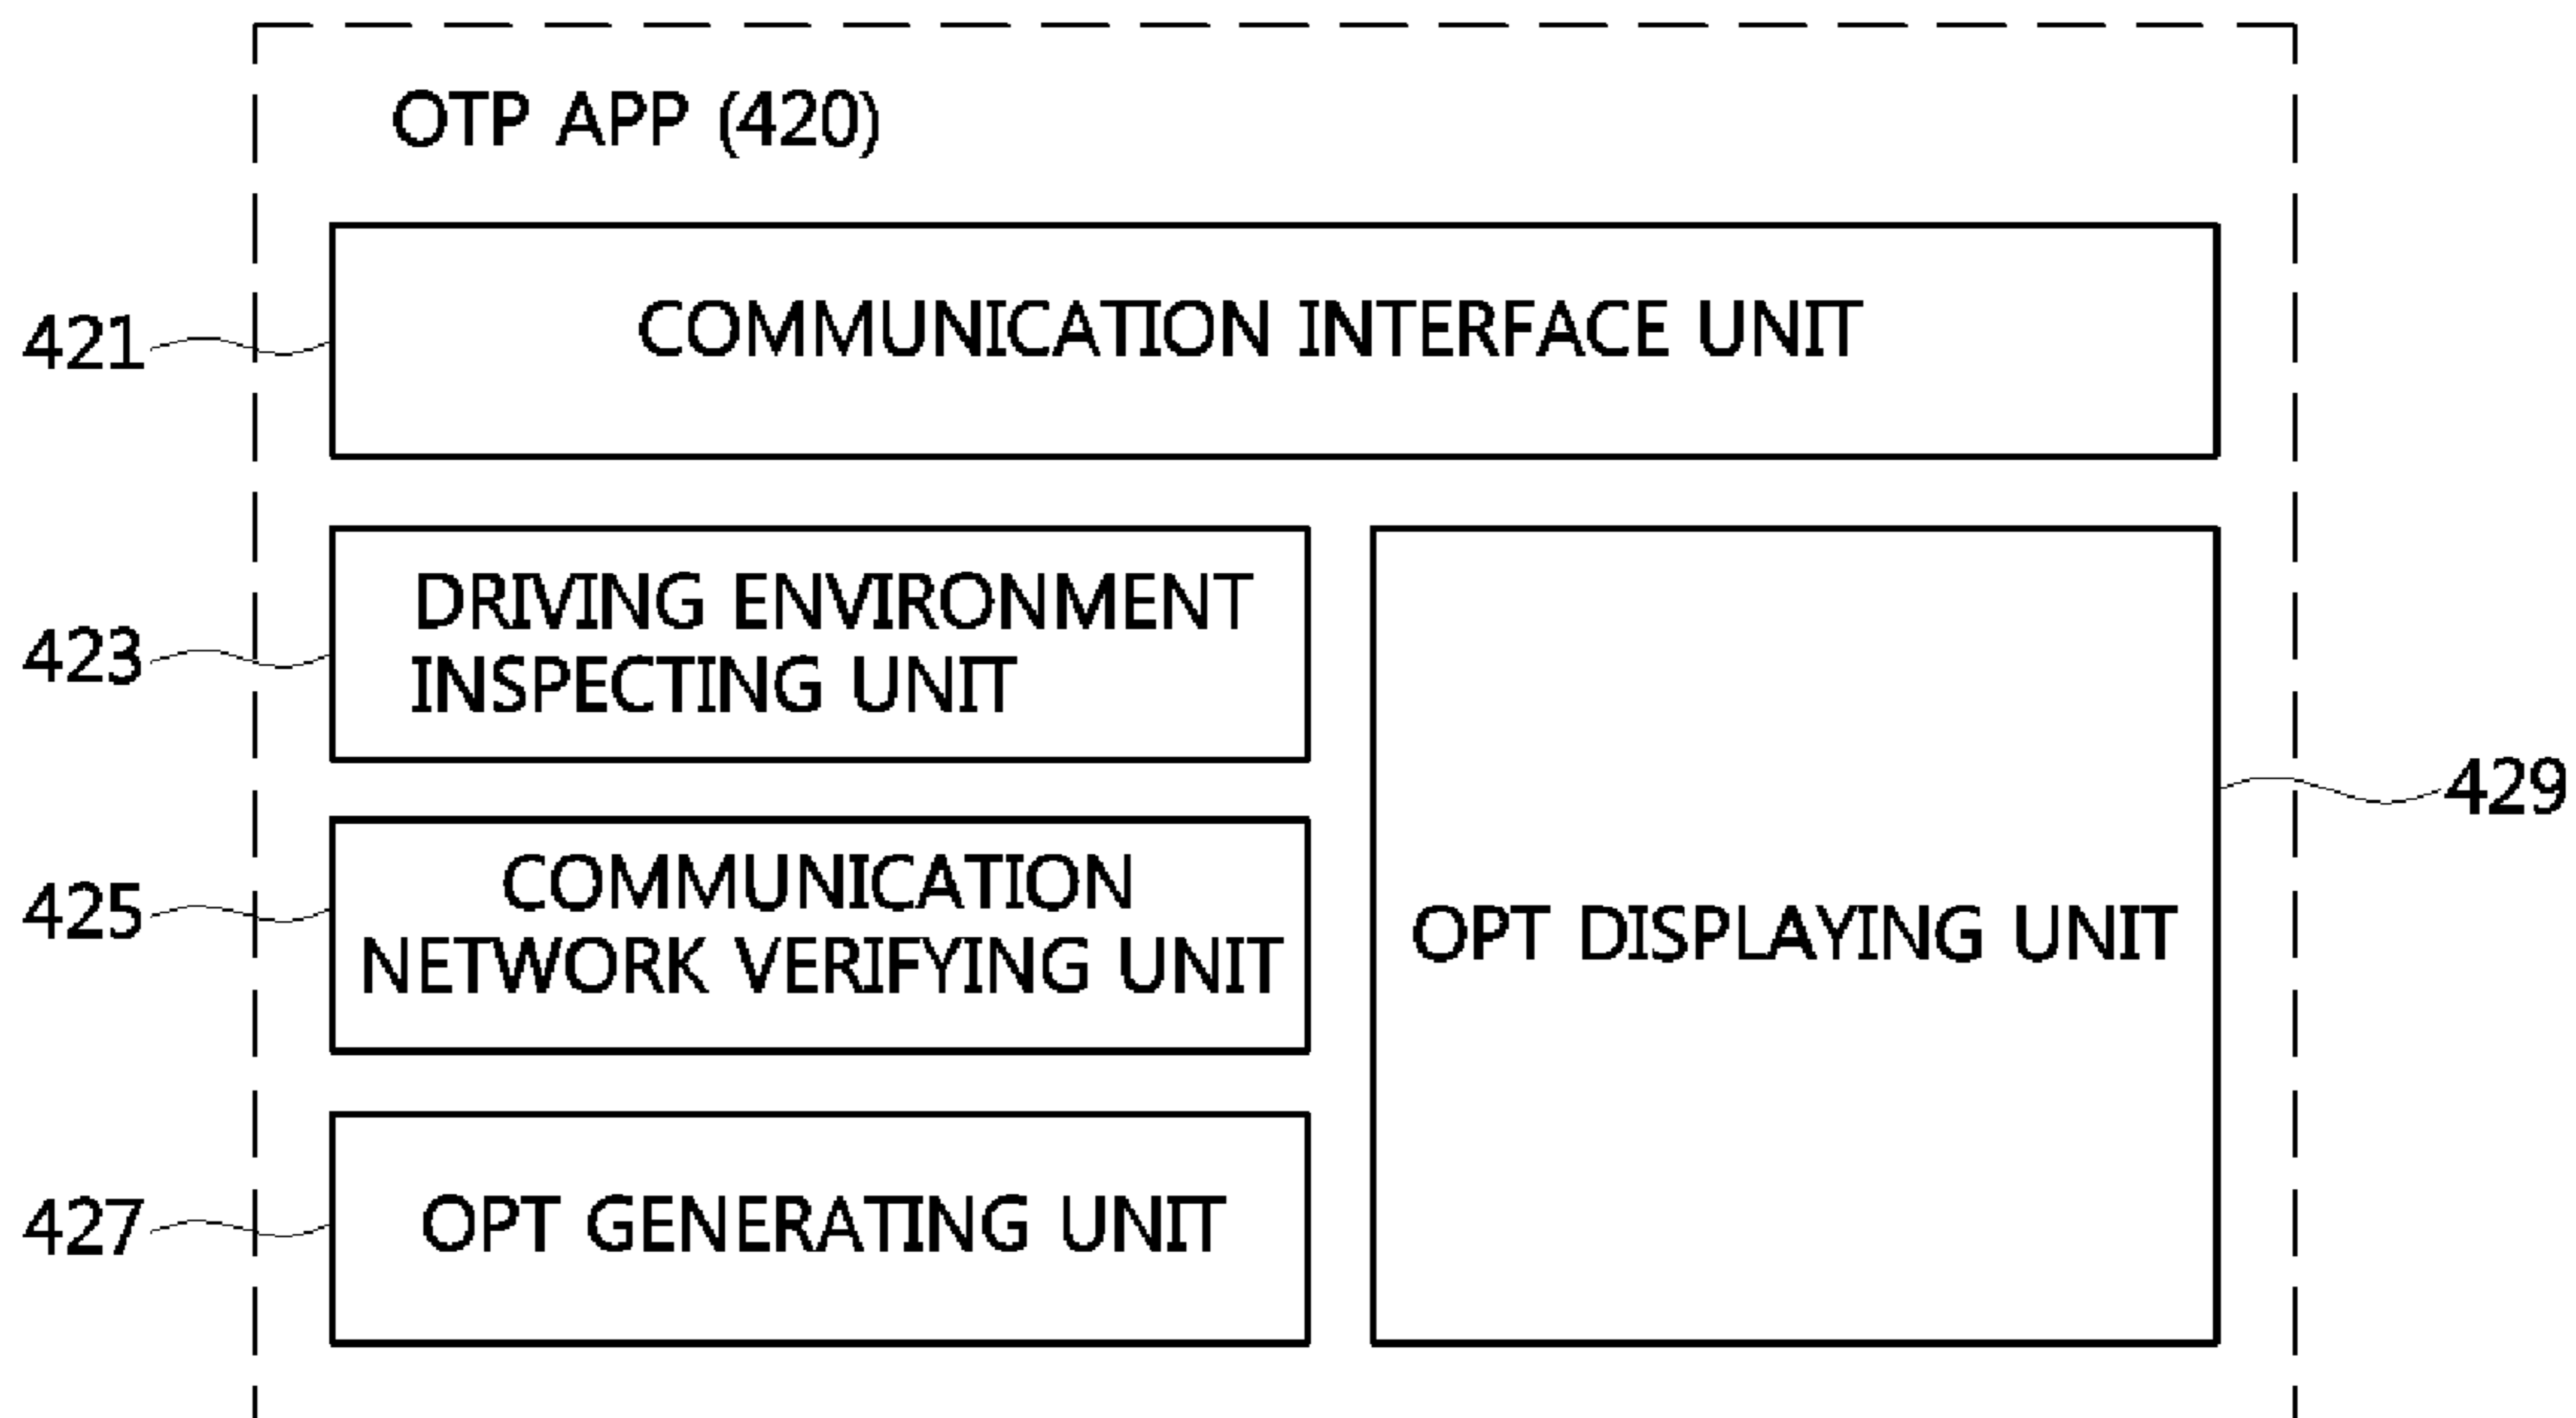 OTP APP (420)
421
COMMUNICATION INTERFACE UNIT
423
DRIVING ENVIRONMENT
INSPECTING UNIT
425
COMMUNICATION
NETWORK VERIFYING UNIT
427
OPT GENERATING UNIT
OPT DISPLAYING UNIT
429